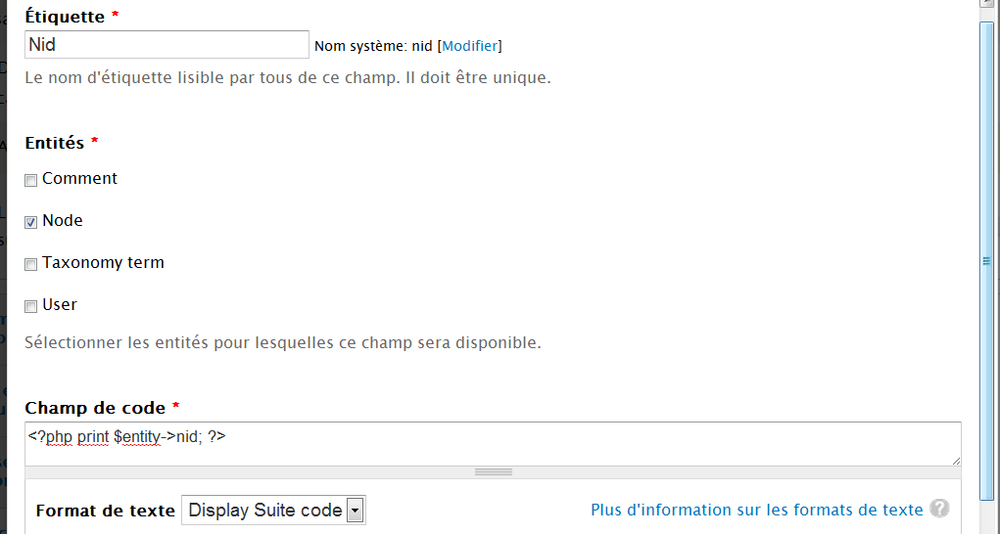 Étiquette *
Nid Nom système: nid [Modifier]
Le nom d'étiquette lisible par tous de ce champ. Il doit être unique.
Entités *
Comment
Node
Taxonomy term
User
Sélectionner les entités pour lesquelles ce champ sera disponible.
Champ de code *
<?php print $entity->nid; ?>
Format de texte Display Suite code Plus d'information sur les formats de texte ?